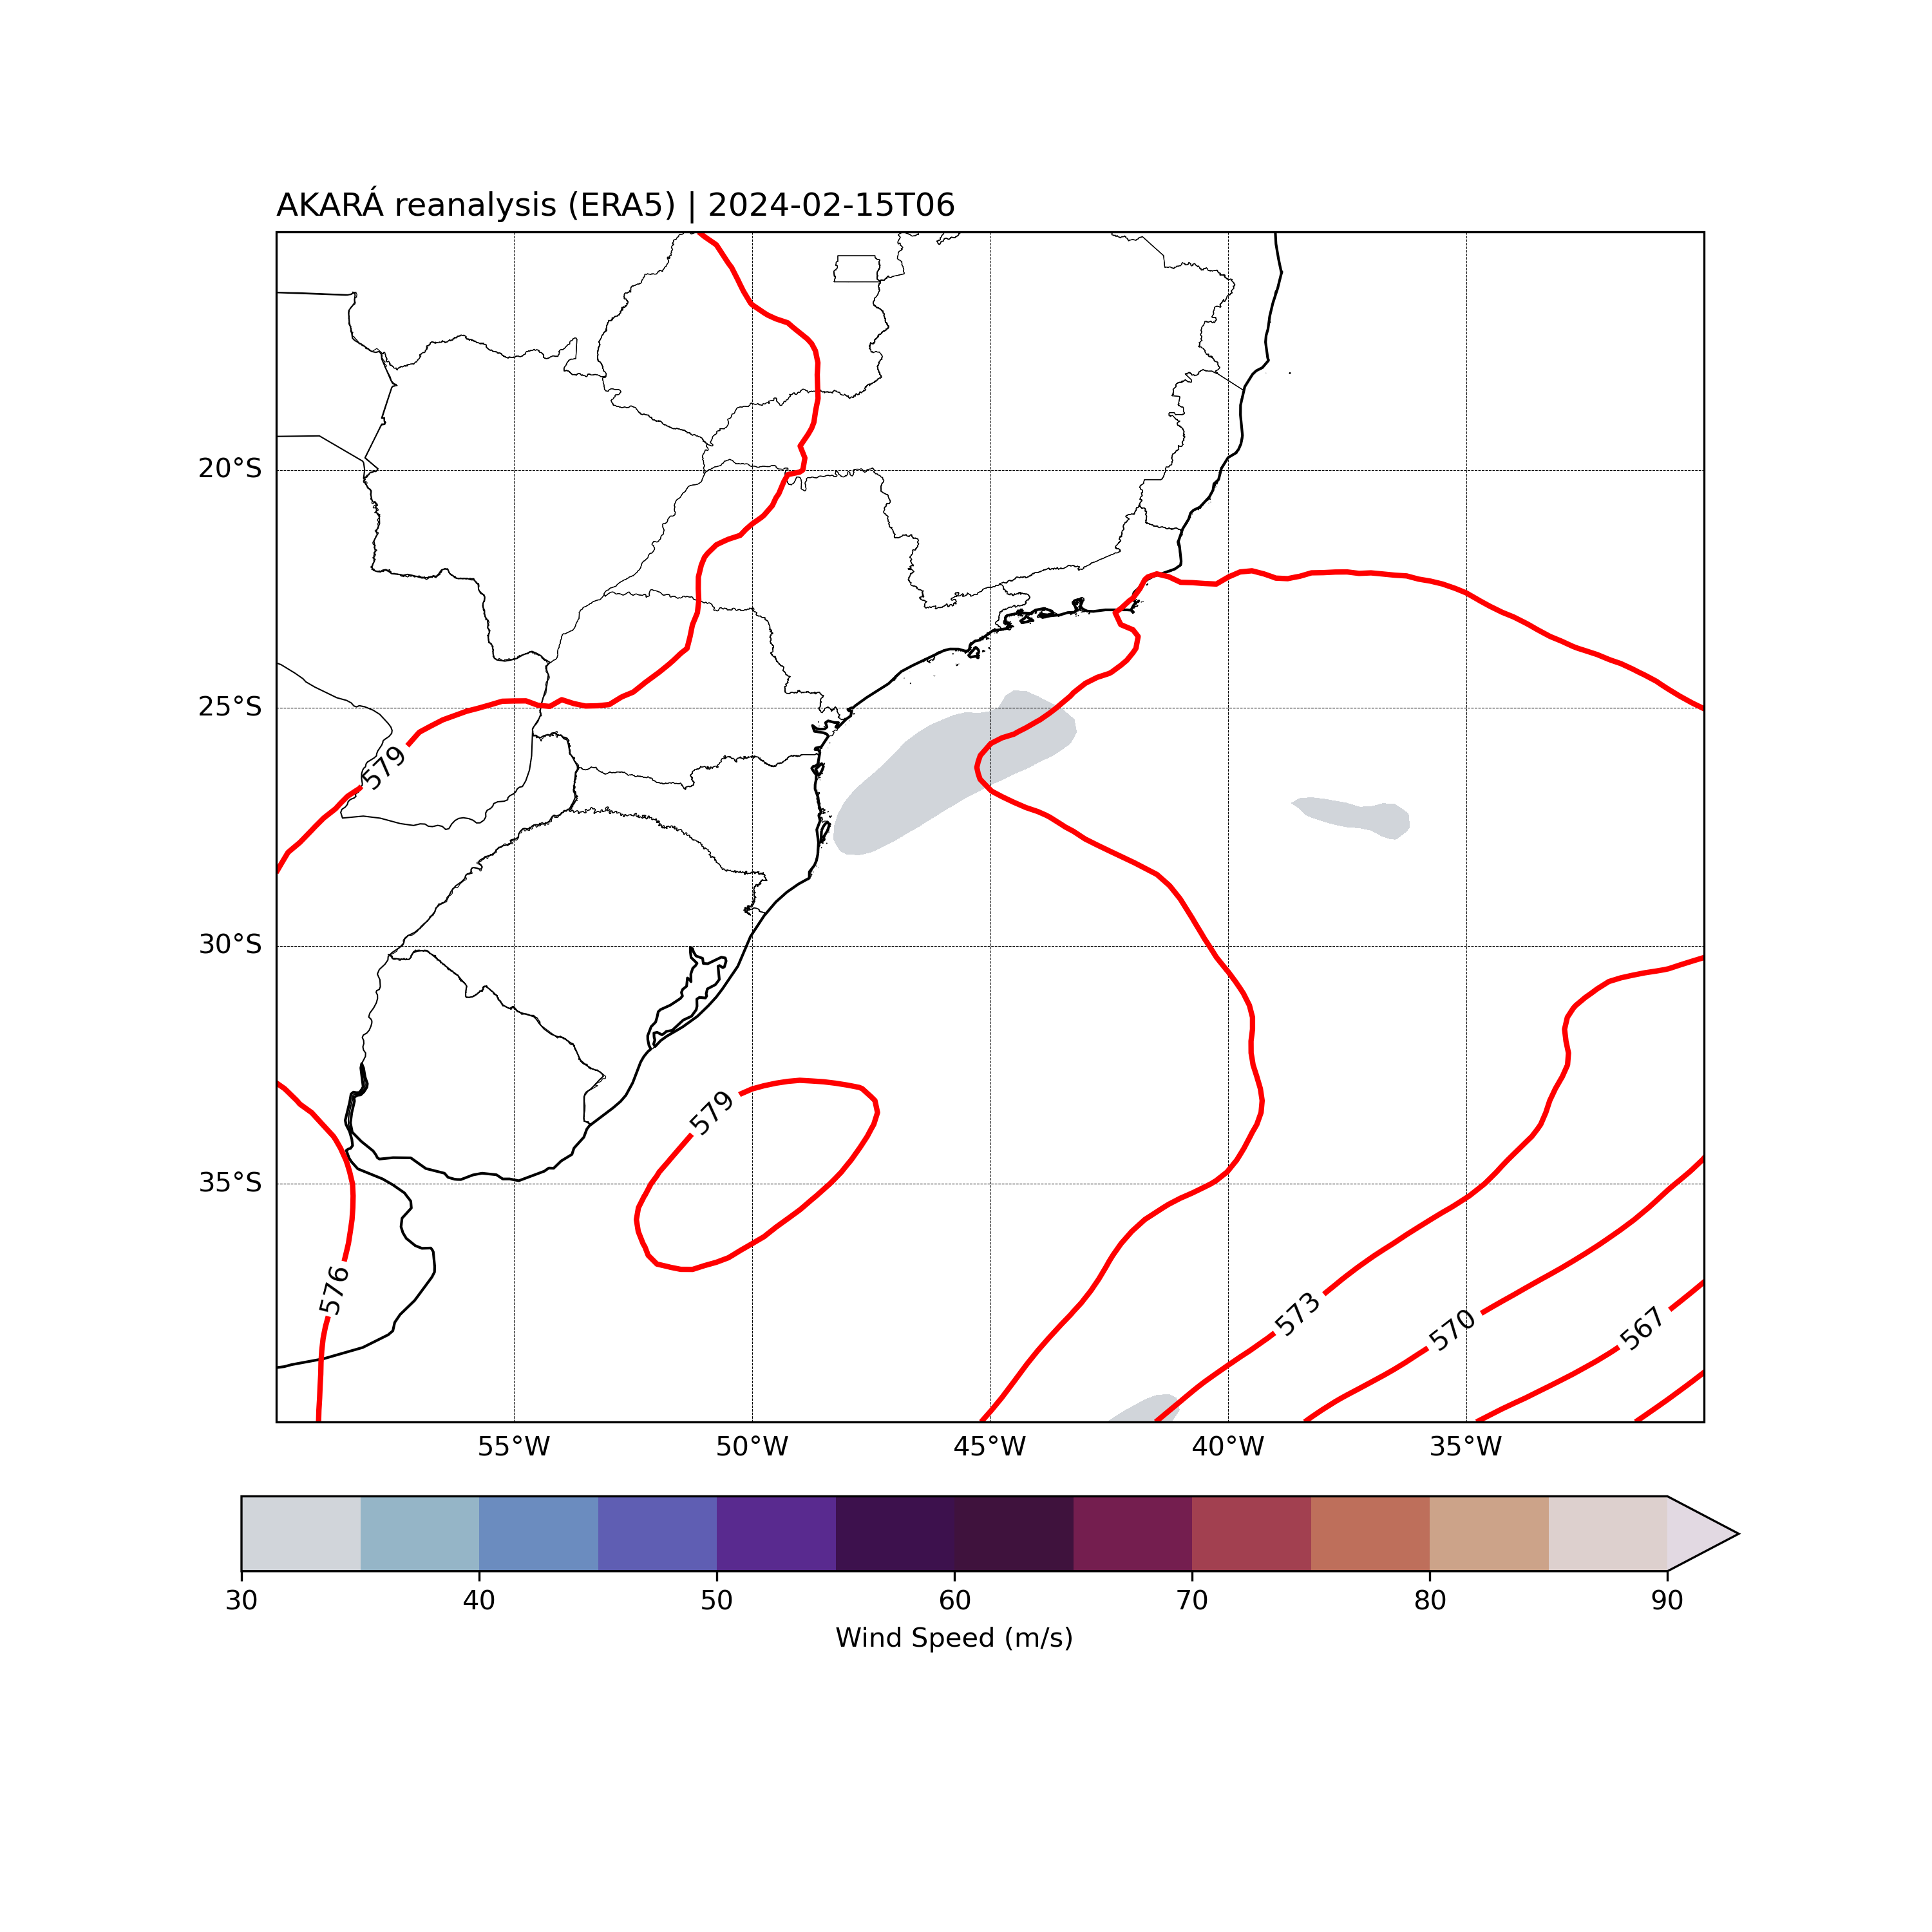 AKARÁ reanalysis (ERA5) | 2024-02-15T06
20°S
25°S
30°S
35°S
579
579
576
573
570
567
55°W 50°W 45°W 40°W 35°W
30 40 50 60 70 80 90
Wind Speed (m/s)